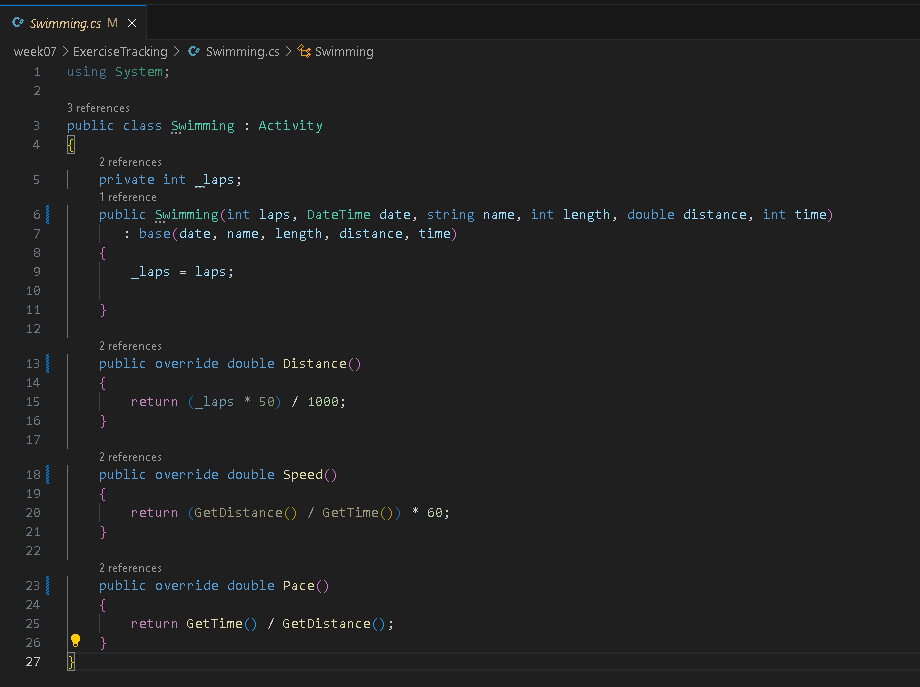 Swimming.cs M
week07 > ExerciseTracking > Swimming.cs > Swimming
1 using System;
2
3 references
3 public class Swimming : Activity
4 {
2 references
5 private int _laps;
1 reference
6 public Swimming(int laps, DateTime date, string name, int length, double distance, int time)
7 : base(date, name, length, distance, time)
8 {
9 _laps = laps;
10
11 }
12
2 references
13 public override double Distance()
14 {
15 return (_laps * 50) / 1000;
16 }
17
2 references
18 public override double Speed()
19 {
20 return (GetDistance() / GetTime()) * 60;
21 }
22
2 references
23 public override double Pace()
24 {
25 return GetTime() / GetDistance();
26 }
27 }